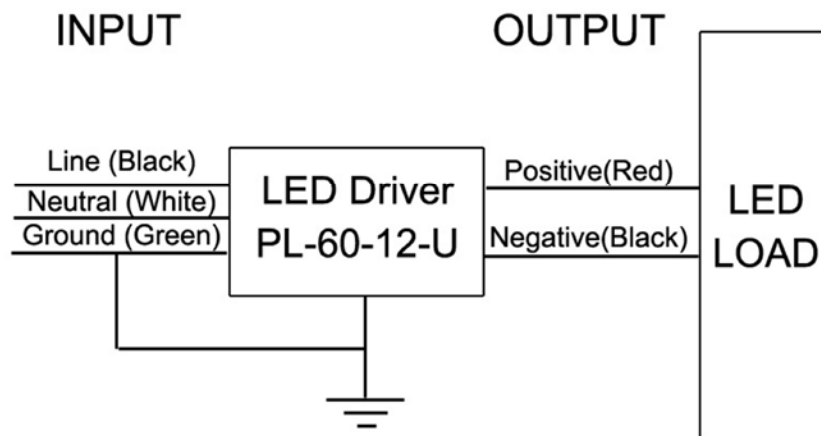 INPUT
OUTPUT
Line (Black)
Neutral (White)
Ground (Green)
LED Driver
PL-60-12-U
Positive(Red)
Negative(Black)
LED
LOAD